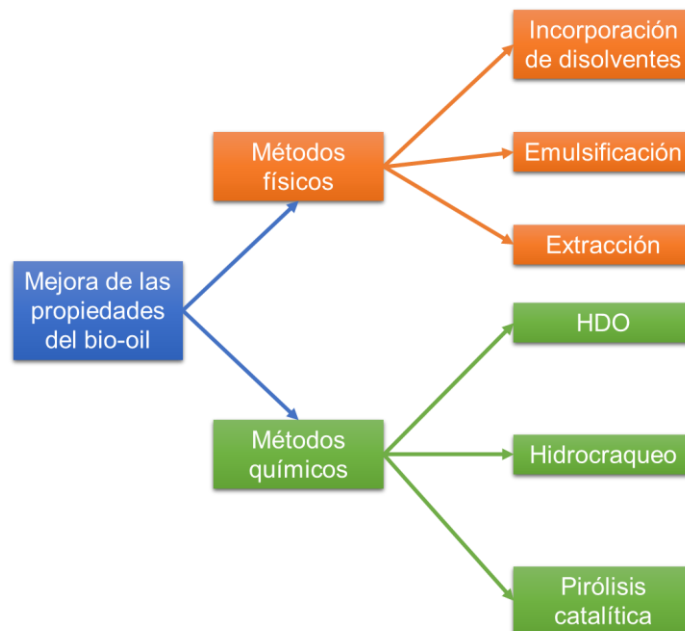 Mejora de las
propiedades
del bio-oil
Métodos
físicos
Incorporación
de disolventes
Emulsificación
Extracción
Métodos
químicos
HDO
Hidrocraqueo
Pirólisis
catalítica